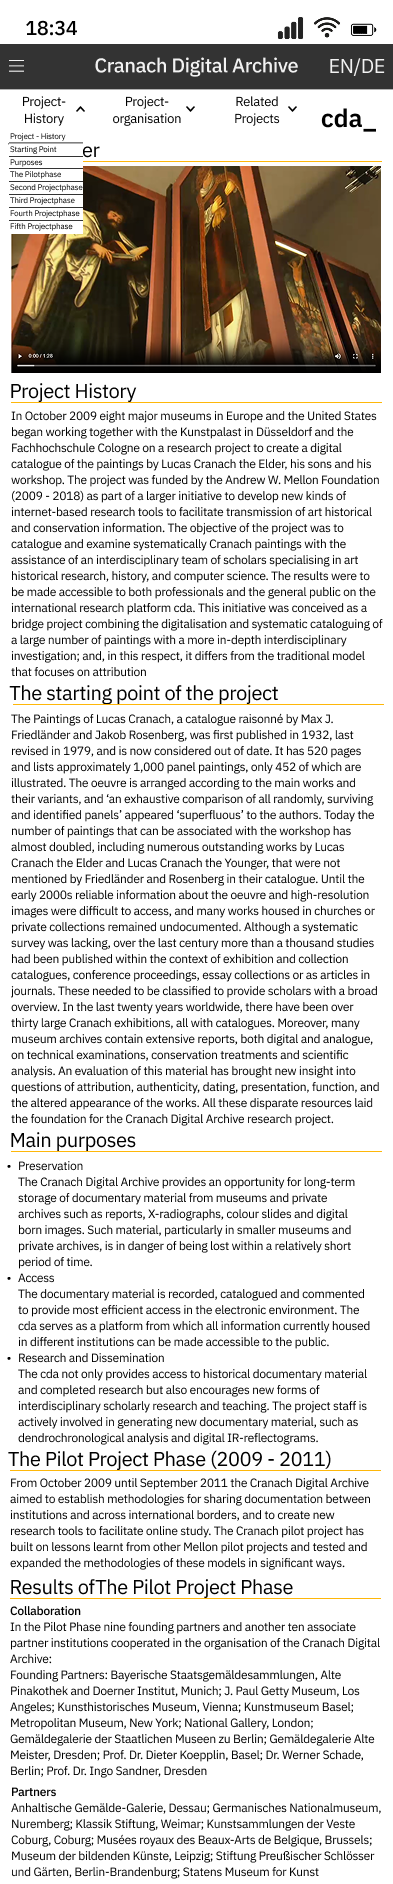 18:34
Cranach Digital Archive
EN/DE
Project-
History
Project-
organisation
Related
Projects
cda_
Project - History
Starting Point
Purposes
The Pilotphase
Second Projectphase
Third Projectphase
Fourth Projectphase
Fifth Projectphase
er
0:00 / 1:28
Project History
In October 2009 eight major museums in Europe and the United States
began working together with the Kunstpalast in Düsseldorf and the
Fachhochschule Cologne on a research project to create a digital
catalogue of the paintings by Lucas Cranach the Elder, his sons and his
workshop. The project was funded by the Andrew W. Mellon Foundation
(2009 - 2018) as part of a larger initiative to develop new kinds of
internet-based research tools to facilitate transmission of art historical
and conservation information. The objective of the project was to
catalogue and examine systematically Cranach paintings with the
assistance of an interdisciplinary team of scholars specialising in art
historical research, history, and computer science. The results were to
be made accessible to both professionals and the general public on the
international research platform cda. This initiative was conceived as a
bridge project combining the digitalisation and systematic cataloguing of
a large number of paintings with a more in-depth interdisciplinary
investigation; and, in this respect, it differs from the traditional model
that focuses on attribution
The starting point of the project
The Paintings of Lucas Cranach, a catalogue raisonné by Max J.
Friedländer and Jakob Rosenberg, was first published in 1932, last
revised in 1979, and is now considered out of date. It has 520 pages
and lists approximately 1,000 panel paintings, only 452 of which are
illustrated. The oeuvre is arranged according to the main works and
their variants, and ‘an exhaustive comparison of all randomly, surviving
and identified panels’ appeared ‘superfluous’ to the authors. Today the
number of paintings that can be associated with the workshop has
almost doubled, including numerous outstanding works by Lucas
Cranach the Elder and Lucas Cranach the Younger, that were not
mentioned by Friedländer and Rosenberg in their catalogue. Until the
early 2000s reliable information about the oeuvre and high-resolution
images were difficult to access, and many works housed in churches or
private collections remained undocumented. Although a systematic
survey was lacking, over the last century more than a thousand studies
had been published within the context of exhibition and collection
catalogues, conference proceedings, essay collections or as articles in
journals. These needed to be classified to provide scholars with a broad
overview. In the last twenty years worldwide, there have been over
thirty large Cranach exhibitions, all with catalogues. Moreover, many
museum archives contain extensive reports, both digital and analogue,
on technical examinations, conservation treatments and scientific
analysis. An evaluation of this material has brought new insight into
questions of attribution, authenticity, dating, presentation, function, and
the altered appearance of the works. All these disparate resources laid
the foundation for the Cranach Digital Archive research project.
Main purposes
• Preservation
The Cranach Digital Archive provides an opportunity for long-term
storage of documentary material from museums and private
archives such as reports, X-radiographs, colour slides and digital
born images. Such material, particularly in smaller museums and
private archives, is in danger of being lost within a relatively short
period of time.
• Access
The documentary material is recorded, catalogued and commented
to provide most efficient access in the electronic environment. The
cda serves as a platform from which all information currently housed
in different institutions can be made accessible to the public.
• Research and Dissemination
The cda not only provides access to historical documentary material
and completed research but also encourages new forms of
interdisciplinary scholarly research and teaching. The project staff is
actively involved in generating new documentary material, such as
dendrochronological analysis and digital IR-reflectograms.
The Pilot Project Phase (2009 - 2011)
From October 2009 until September 2011 the Cranach Digital Archive
aimed to establish methodologies for sharing documentation between
institutions and across international borders, and to create new
research tools to facilitate online study. The Cranach pilot project has
built on lessons learnt from other Mellon pilot projects and tested and
expanded the methodologies of these models in significant ways.
Results ofThe Pilot Project Phase
Collaboration
In the Pilot Phase nine founding partners and another ten associate
partner institutions cooperated in the organisation of the Cranach Digital
Archive:
Founding Partners: Bayerische Staatsgemäldesammlungen, Alte
Pinakothek and Doerner Institut, Munich; J. Paul Getty Museum, Los
Angeles; Kunsthistorisches Museum, Vienna; Kunstmuseum Basel;
Metropolitan Museum, New York; National Gallery, London;
Gemäldegalerie der Staatlichen Museen zu Berlin; Gemäldegalerie Alte
Meister, Dresden; Prof. Dr. Dieter Koepplin, Basel; Dr. Werner Schade,
Berlin; Prof. Dr. Ingo Sandner, Dresden
Partners
Anhaltische Gemälde-Galerie, Dessau; Germanisches Nationalmuseum,
Nuremberg; Klassik Stiftung, Weimar; Kunstsammlungen der Veste
Coburg, Coburg; Musées royaux des Beaux-Arts de Belgique, Brussels;
Museum der bildenden Künste, Leipzig; Stiftung Preußischer Schlösser
und Gärten, Berlin-Brandenburg; Statens Museum for Kunst